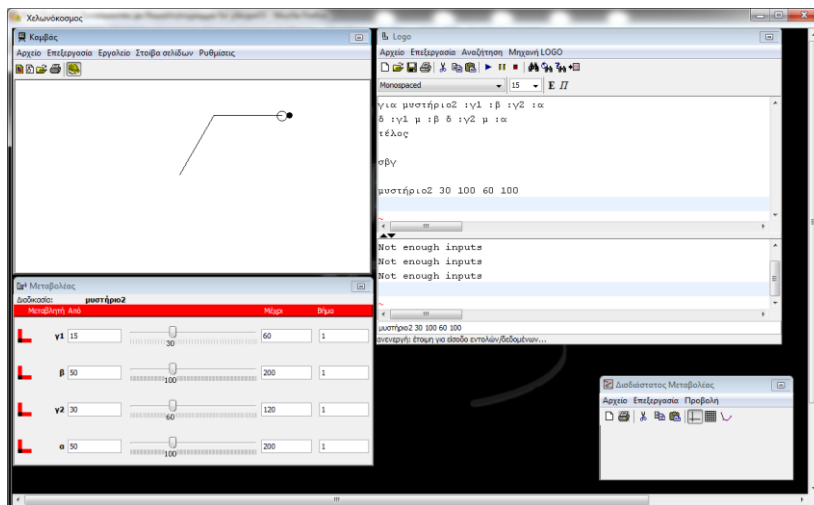 Χελωνόκοσμος
Καμβάς
Αρχείο Επεξεργασία Εργαλείο Στοίβα σελίδων Ρυθμίσεις
Logo
Αρχείο Επεξεργασία Αναζήτηση Μηχανή LOGO
Monospaced 15 Ε Π
για μυστήριο2 :γ1 :β :γ2 :α
δ :γ1 μ :β δ :γ2 μ :α
τέλος
σβγ
μυστήριο2 30 100 60 100
~
Not enough inputs
Not enough inputs
Not enough inputs
~
μυστήριο2 30 100 60 100
ανενεργή: έτοιμη για είσοδο εντολών/δεδομένων...
Μεταβολέας
Διαδικασία: μυστήριο2
Μεταβλητή Από Μέχρι Βήμα
γ1 15 30 60 1
β 50 100 200 1
γ2 30 60 120 1
α 50 100 200 1
Διοδιάστατος Μεταβολέας
Αρχείο Επεξεργασία Προβολή